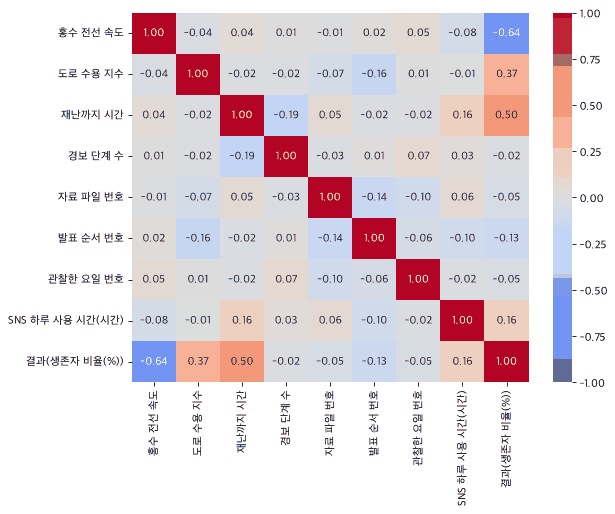 홍수 전선 속도 1.00 -0.04 0.04 0.01 -0.01 0.02 0.05 -0.08 -0.64
도로 수용 지수 -0.04 1.00 -0.02 -0.02 -0.07 -0.16 0.01 -0.01 0.37
재난까지 시간 0.04 -0.02 1.00 -0.19 0.05 -0.02 -0.02 0.16 0.50
경보 단계 수 0.01 -0.02 -0.19 1.00 -0.03 0.01 0.07 0.03 -0.02
자료 파일 번호 -0.01 -0.07 0.05 -0.03 1.00 -0.14 -0.10 0.06 -0.05
발표 순서 번호 0.02 -0.16 -0.02 0.01 -0.14 1.00 -0.06 -0.10 -0.13
관찰한 요일 번호 0.05 0.01 -0.02 0.07 -0.10 -0.06 1.00 -0.02 -0.05
SNS 하루 사용 시간(시간) -0.08 -0.01 0.16 0.03 0.06 -0.10 -0.02 1.00 0.16
결과(생존자 비율(%)) -0.64 0.37 0.50 -0.02 -0.05 -0.13 -0.05 0.16 1.00
홍수 전선 속도
도로 수용 지수
재난까지 시간
경보 단계 수
자료 파일 번호
발표 순서 번호
관찰한 요일 번호
SNS 하루 사용 시간(시간)
결과(생존자 비율(%))
1.00
0.75
0.50
0.25
0.00
-0.25
-0.50
-0.75
-1.00